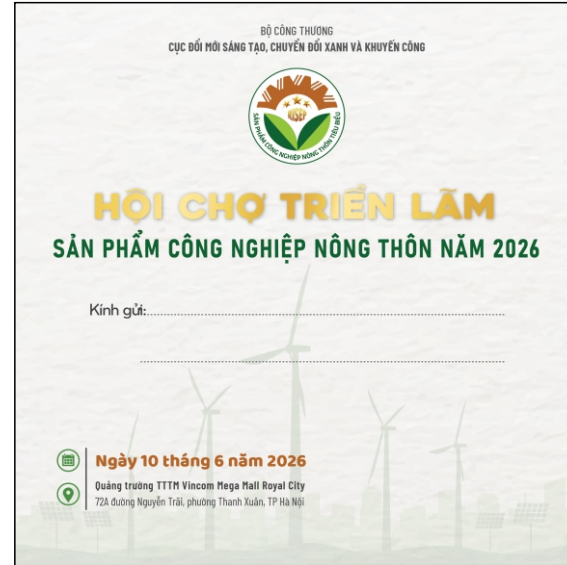 BỘ CÔNG THƯƠNG
CỤC ĐỔI MỚI SÁNG TẠO, CHUYỂN ĐỔI XANH VÀ KHUYẾN CÔNG
SẢN PHẨM CÔNG NGHIỆP NÔNG THÔN TIÊU BIỂU
HỘI CHỢ TRIỂN LÃM
SẢN PHẨM CÔNG NGHIỆP NÔNG THÔN NĂM 2026
Kính gửi:
Ngày 10 tháng 6 năm 2026
Quảng trường TTTM Vincom Mega Mall Royal City
72A đường Nguyễn Trãi, phường Thanh Xuân, TP Hà Nội